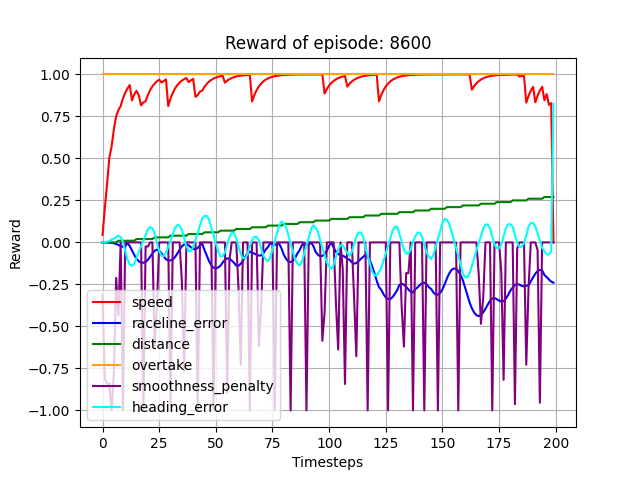 Reward of episode: 8600
1.00
0.75
0.50
0.25
0.00
−0.25
−0.50
−0.75
−1.00
Reward
speed
raceline_error
distance
overtake
smoothness_penalty
heading_error
0 25 50 75 100 125 150 175 200
Timesteps